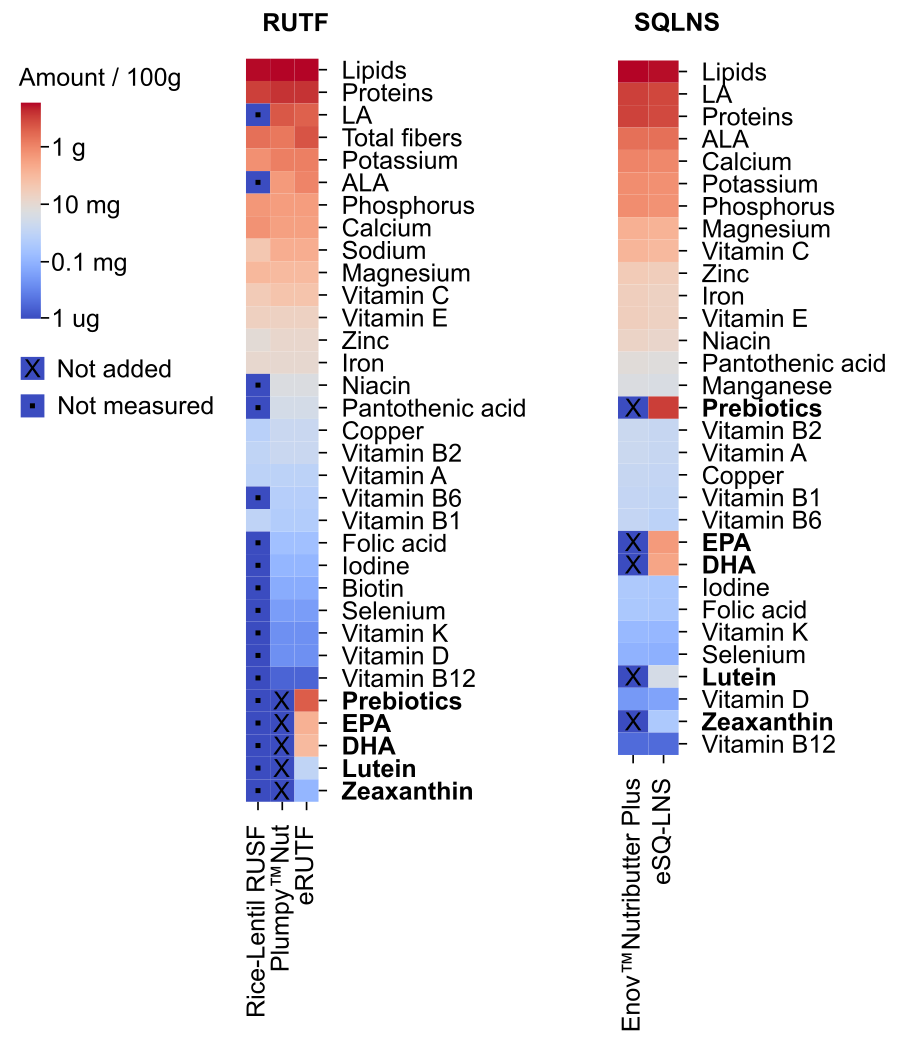 RUTF
SQLNS
Amount / 100g
1 g
10 mg
0.1 mg
1 ug
X Not added
Not measured
Lipids
Proteins
LA
Total fibers
Potassium
ALA
Phosphorus
Calcium
Sodium
Magnesium
Vitamin C
Vitamin E
Zinc
Iron
Niacin
Pantothenic acid
Copper
Vitamin B2
Vitamin A
Vitamin B6
Vitamin B1
Folic acid
Iodine
Biotin
Selenium
Vitamin K
Vitamin D
Vitamin B12
X Prebiotics
X EPA
X DHA
X Lutein
X Zeaxanthin
Rice-Lentil RUSF
Plumpy™Nut
eRUTF
Lipids
LA
Proteins
ALA
Calcium
Potassium
Phosphorus
Magnesium
Vitamin C
Zinc
Iron
Vitamin E
Niacin
Pantothenic acid
Manganese
X Prebiotics
Vitamin B2
Vitamin A
Copper
Vitamin B1
Vitamin B6
X EPA
X DHA
Iodine
Folic acid
Vitamin K
Selenium
X Lutein
Vitamin D
X Zeaxanthin
Vitamin B12
Enov™Nutributter Plus
eSQ-LNS